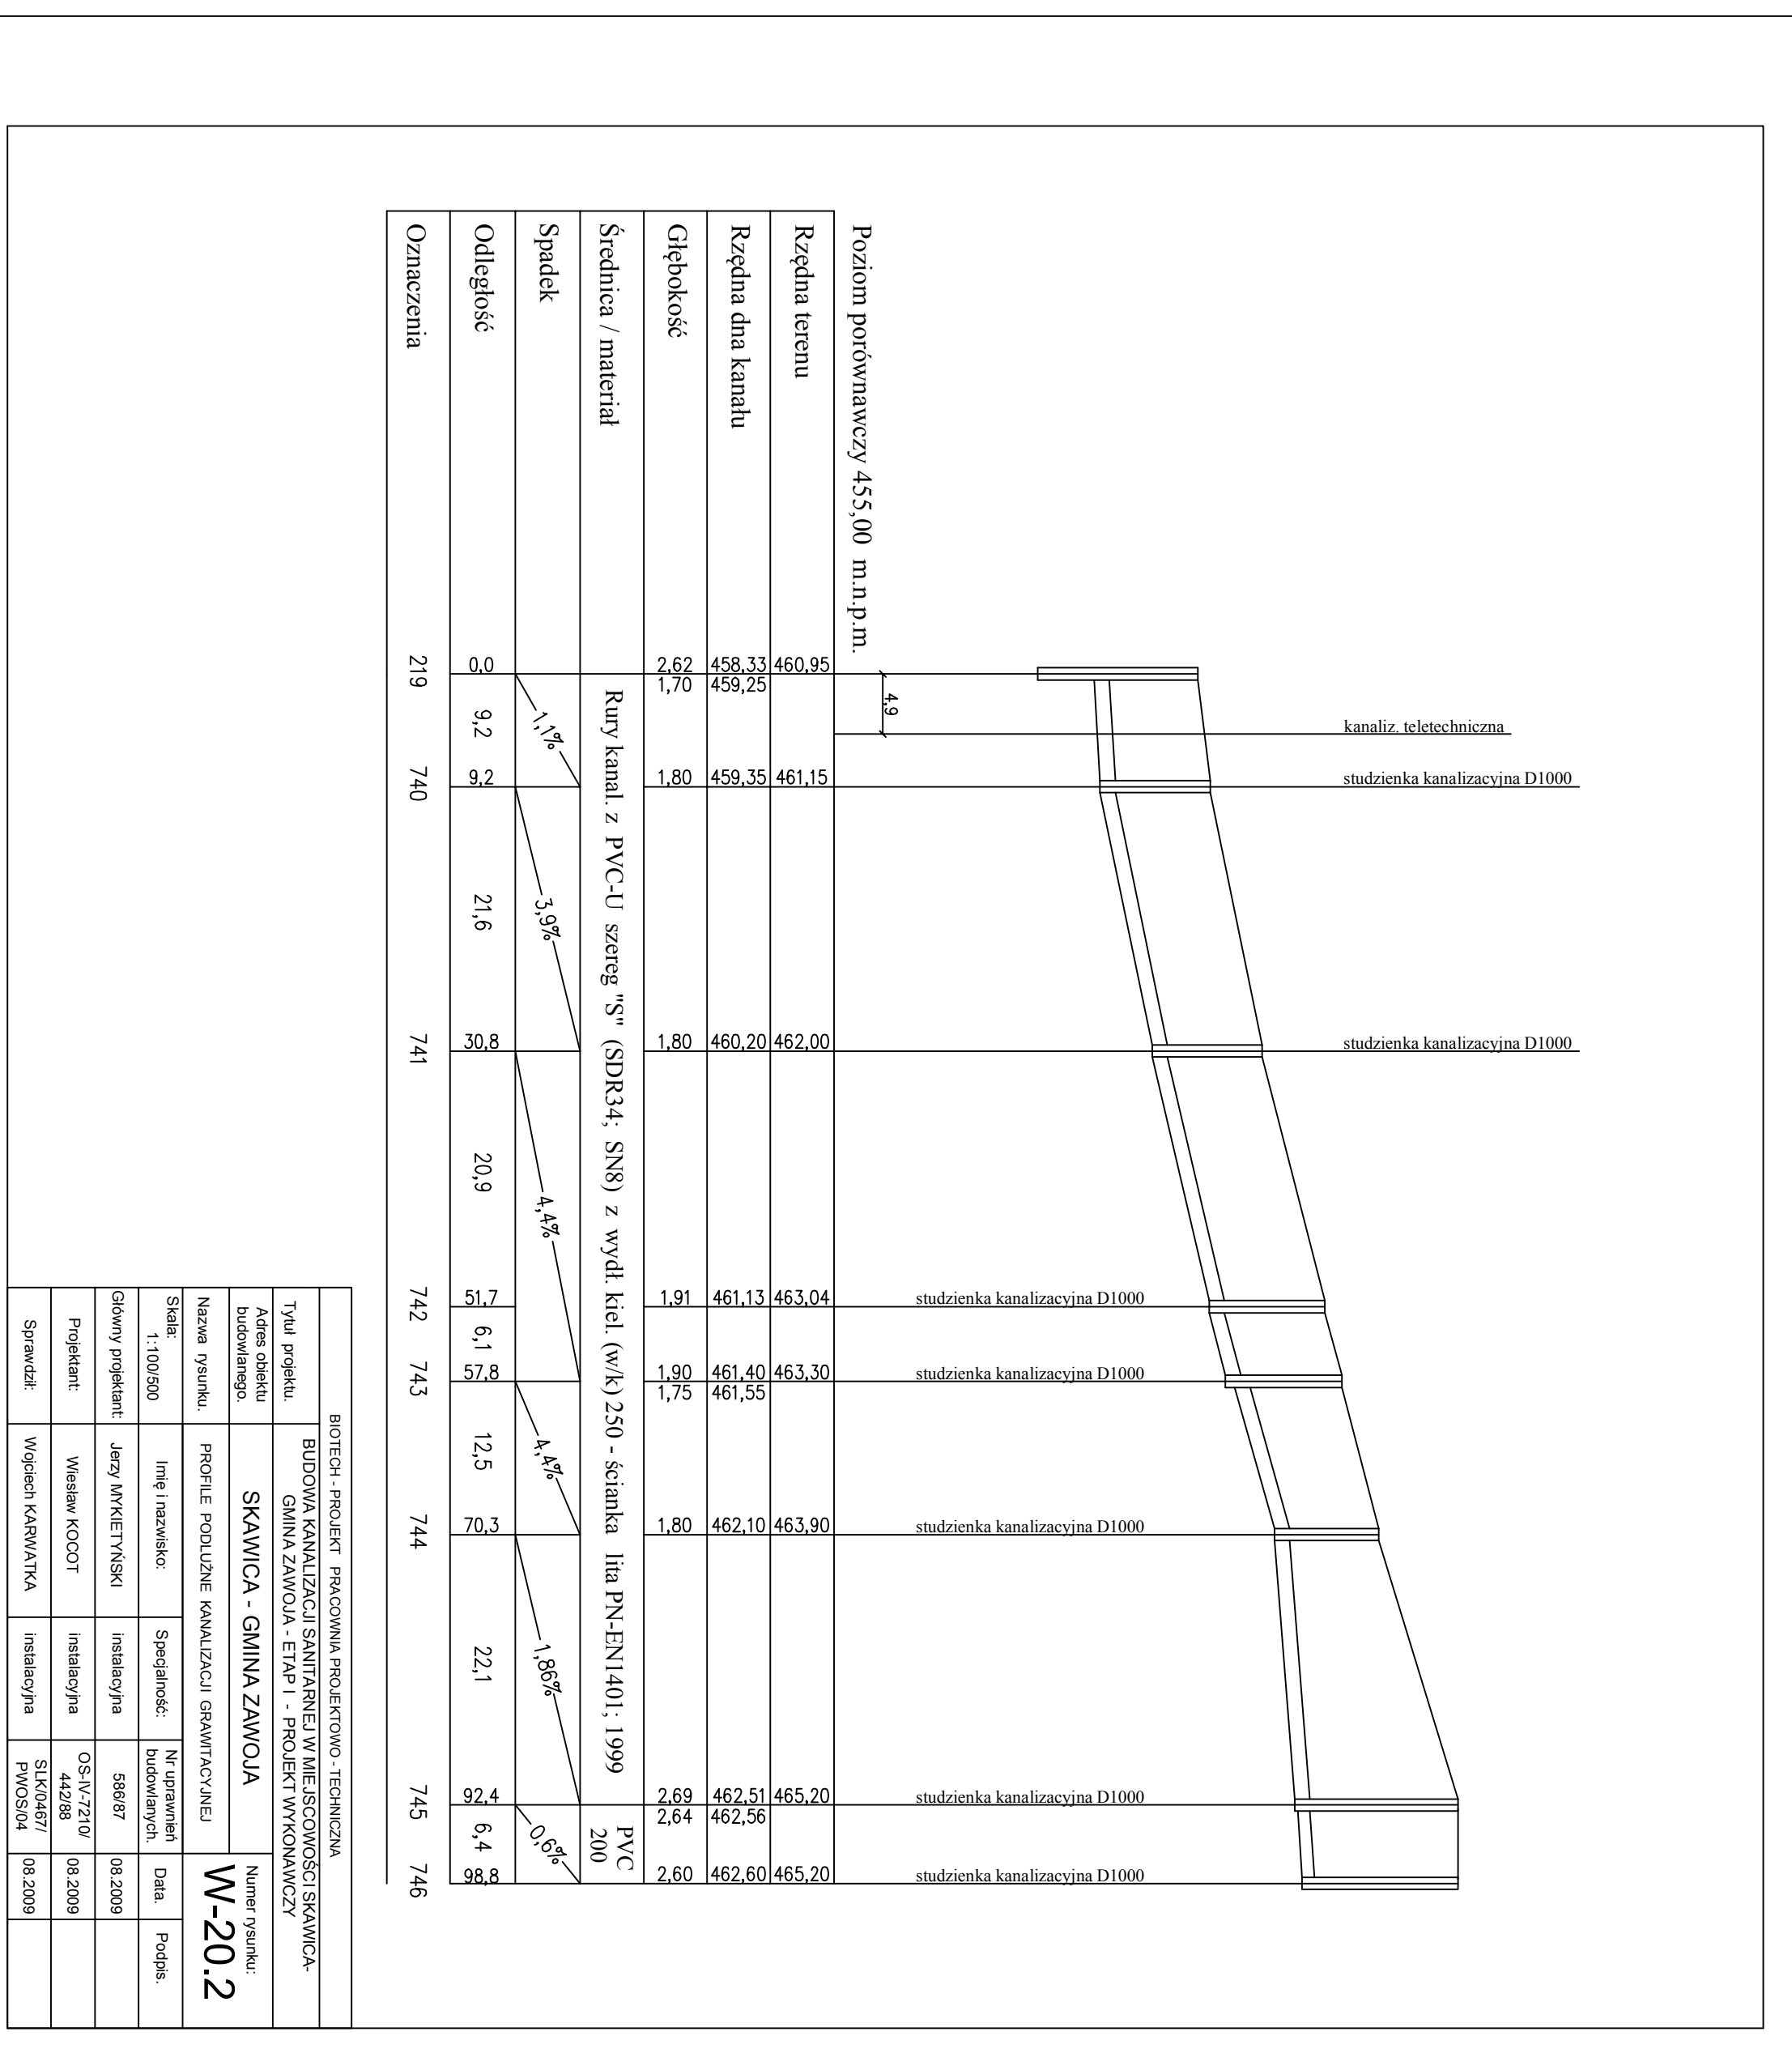 kanaliz. teletechniczna
studzienka kanalizacyjna D1000
studzienka kanalizacyjna D1000
studzienka kanalizacyjna D1000
studzienka kanalizacyjna D1000
studzienka kanalizacyjna D1000
studzienka kanalizacyjna D1000
studzienka kanalizacyjna D1000
Poziom porównawczy 455,00 m.n.p.m.
4,9
Rzędna terenu
460,95 461,15 462,00 463,04 463,30 463,90 465,20 465,20
Rzędna dna kanału
458,33 459,35 460,20 461,13 461,40 462,10 462,51 462,60
459,25 461,55 462,56
Głębokość
2,62 1,80 1,80 1,91 1,90 1,80 2,69 2,60
1,70 1,75 2,64
Średnica / materiał
Rury kanal. z PVC-U szereg "S" (SDR34; SN8) z wydł. kiel. (w/k) 250 - ścianka lita PN-EN1401; 1999
PVC
200
Spadek
1,1% 3,9% 4,4% 4,4% 1,86% 0,6%
Odległość
0,0 9,2 9,2 21,6 30,8 20,9 51,7 6,1 57,8 12,5 70,3 22,1 92,4 6,4 98,8
Oznaczenia
219 740 741 742 743 744 745 746
BIOTECH - PROJEKT PRACOWNIA PROJEKTOWO - TECHNICZNA
Tytuł projektu.
BUDOWA KANALIZACJI SANITARNEJ W MIEJSCOWOŚCI SKAWICA-
GMINA ZAWOJA - ETAP I - PROJEKT WYKONAWCZY
Adres obiektu
budowlanego.
SKAWICA - GMINA ZAWOJA
Numer rysunku:
W-20.2
Nazwa rysunku.
PROFILE PODLUŻNE KANALIZACJI GRAWITACYJNEJ
Skala:
1:100/500
Imię i nazwisko:
Specjalność:
Nr uprawnień
budowlanych.
Data.
Podpis.
Główny projektant:
Jerzy MYKIETYŃSKI
instalacyjna
586/87
08.2009
Projektant:
Wiesław KOCOT
instalacyjna
OS-IV-7210/
442/88
08.2009
Sprawdził:
Wojciech KARWATKA
instalacyjna
SLK/0467/
PWOS/04
08.2009